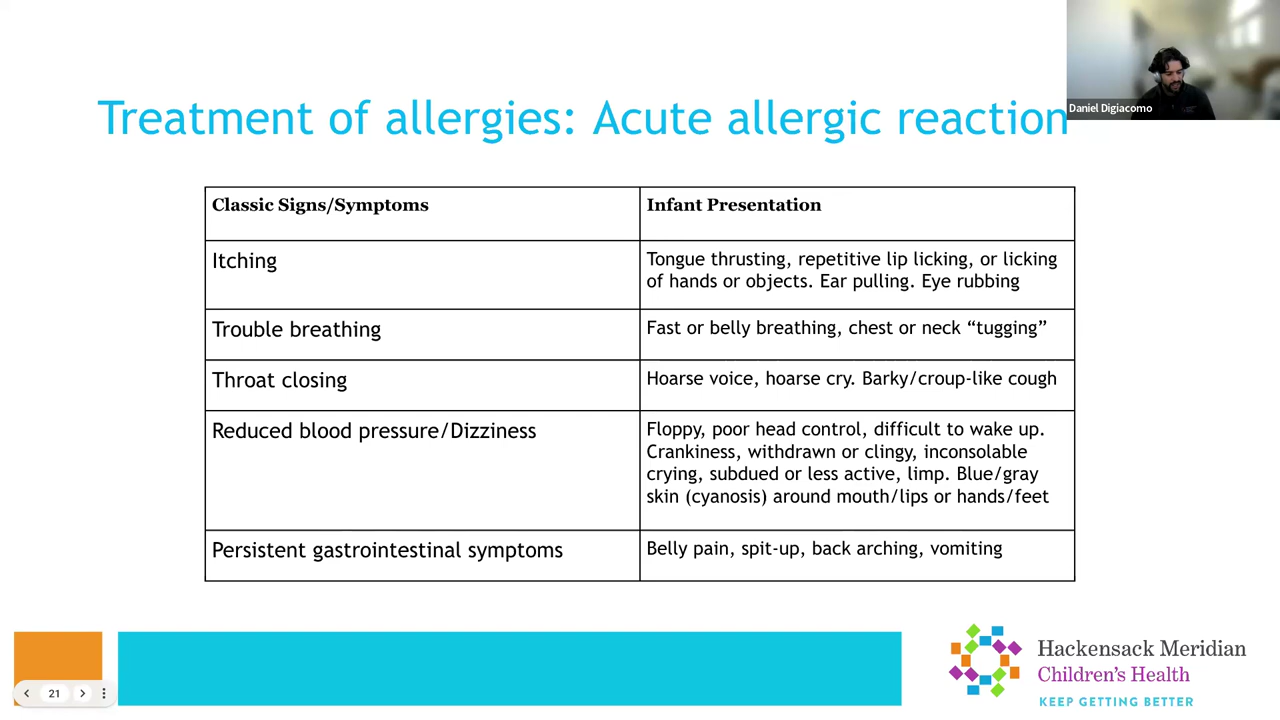 Daniel Digiacomo
Treatment of allergies: Acute allergic reaction
Classic Signs/Symptoms
Infant Presentation
Itching
Tongue thrusting, repetitive lip licking, or licking
of hands or objects. Ear pulling. Eye rubbing
Trouble breathing
Fast or belly breathing, chest or neck “tugging”
Throat closing
Hoarse voice, hoarse cry. Barky/croup-like cough
Reduced blood pressure/Dizziness
Floppy, poor head control, difficult to wake up.
Crankiness, withdrawn or clingy, inconsolable
crying, subdued or less active, limp. Blue/gray
skin (cyanosis) around mouth/lips or hands/feet
Persistent gastrointestinal symptoms
Belly pain, spit-up, back arching, vomiting
21
Hackensack Meridian
Children's Health
KEEP GETTING BETTER